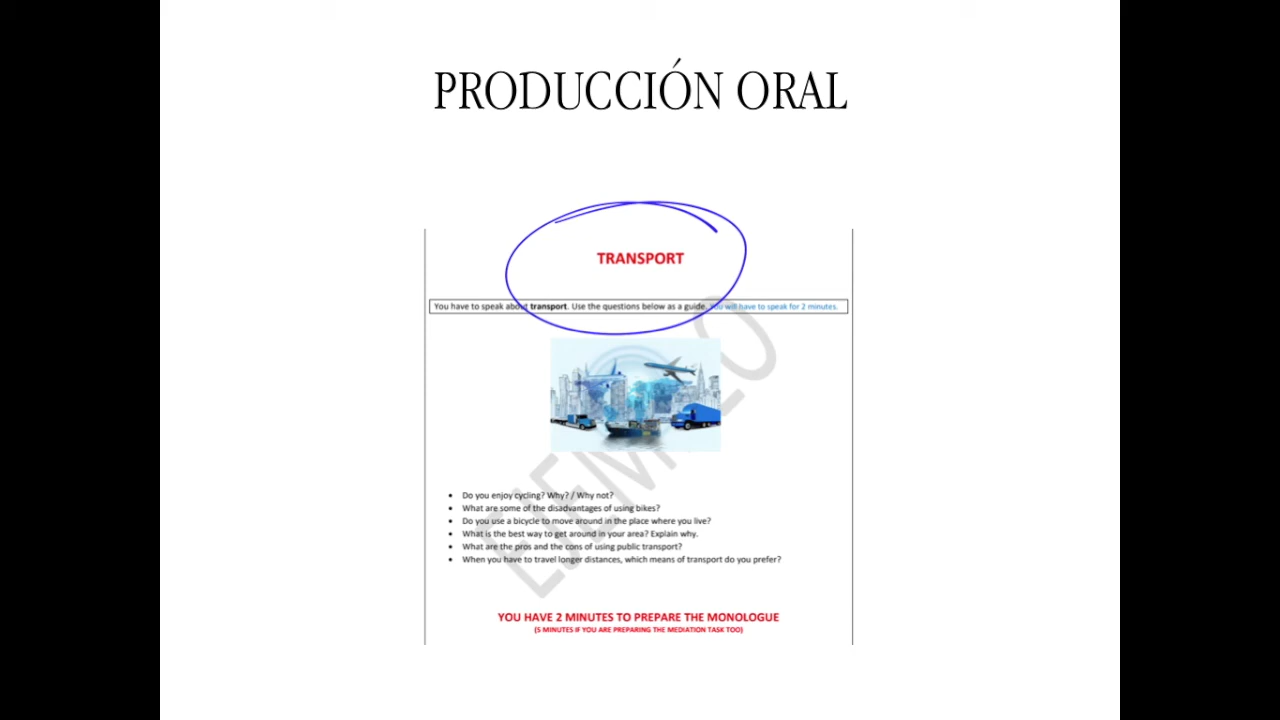 PRODUCCIÓN ORAL
TRANSPORT
You have to speak about transport. Use the questions below as a guide. You will have to speak for 2 minutes.
EJEMPLO
• Do you enjoy cycling? Why? / Why not?
• What are some of the disadvantages of using bikes?
• Do you use a bicycle to move around in the place where you live?
• What is the best way to get around in your area? Explain why.
• What are the pros and the cons of using public transport?
• When you have to travel longer distances, which means of transport do you prefer?
YOU HAVE 2 MINUTES TO PREPARE THE MONOLOGUE
(5 MINUTES IF YOU ARE PREPARING THE MEDIATION TASK TOO)